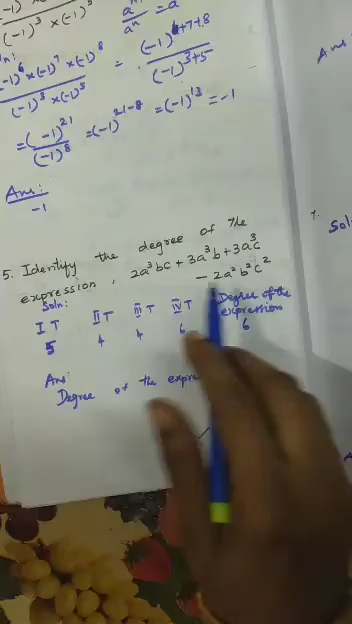 (-1)³ × (-1)⁵
aᵐ/aⁿ = a
(-1)⁶ × (-1)⁷ × (-1)⁸ / (-1)³ × (-1)⁵ = (-1)⁶⁺⁷⁺⁸ / (-1)³⁺⁵
= (-1)²¹ / (-1)⁸ = (-1)²¹⁻⁸ = (-1)¹³ = -1
Ans:
-1
5. Identify the degree of the
expression, 2a³bc + 3a³b + 3a³c
- 2a²b²c²
Soln:
I T II T III T IV T Degree of the
expression
5 4 4 6 6
Ans:
Degree of the expre
Ans
7.
Sol
A